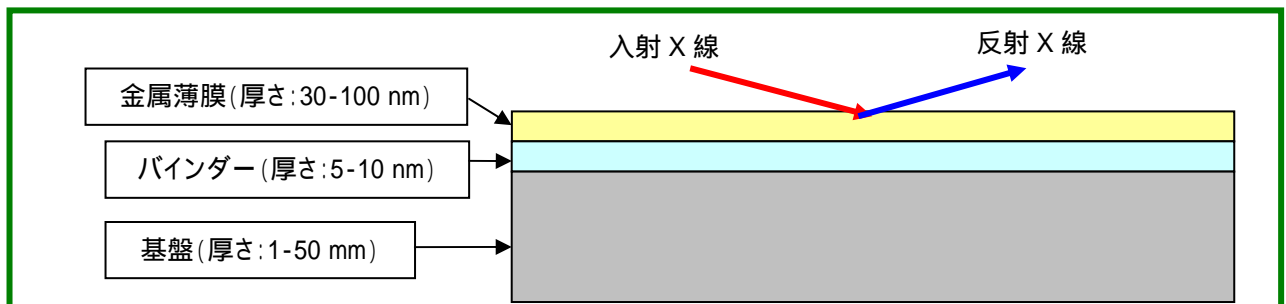 入射 X 線
反射 X 線
金属薄膜(厚さ:30-100 nm)
バインダー(厚さ:5-10 nm)
基盤(厚さ:1-50 mm)